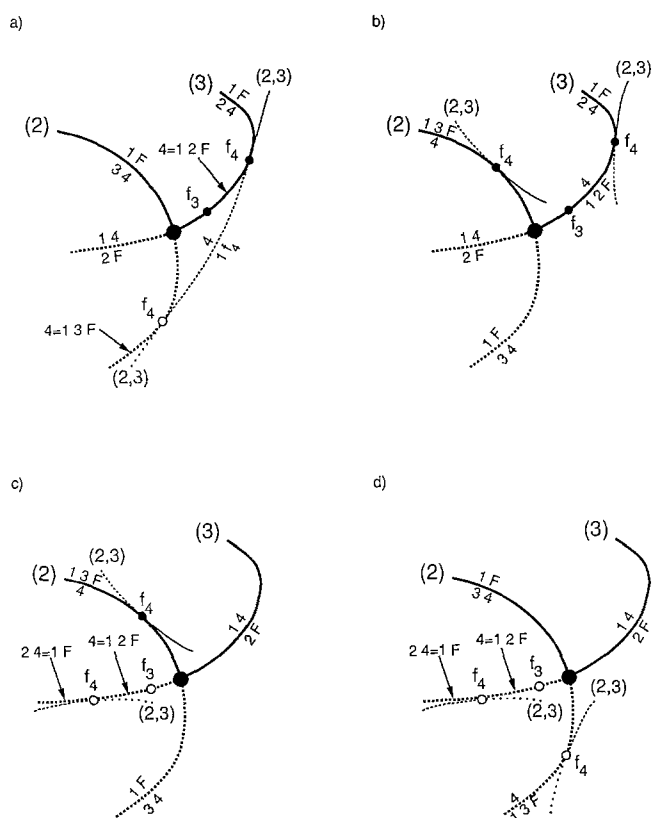 a)
(3)
1 F
2 4
(2,3)
(2)
1 F
3 4
4=1 2 F
f4
f3
1 4
2 F
4
1 f4
f4
4=1 3 F
(2,3)
b)
(3)
1 F
2 4
(2,3)
(2)
1 3 F
4
(2,3)
f4
f4
4
1 2 F
f3
1 4
2 F
1 F
3 4
c)
(3)
(2)
1 3 F
4
(2,3)
f4
1 4
2 F
2 4=1 F
4=1 2 F
f3
f4
(2,3)
1 F
3 4
d)
(3)
(2)
1 F
3 4
1 4
2 F
2 4=1 F
4=1 2 F
f3
f4
(2,3)
(2,3)
f4
4
1 3 F